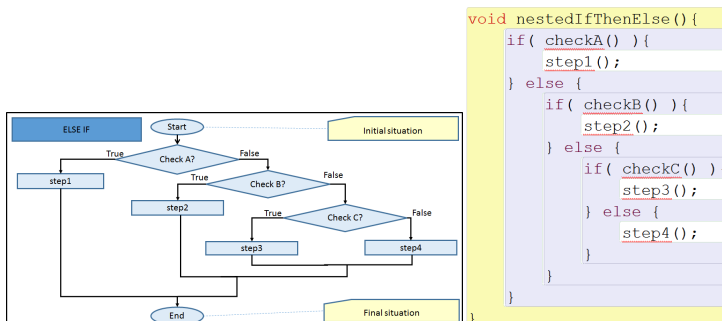 ELSE IF
Start
Initial situation
True
Check A?
False
step1
True
Check B?
False
step2
True
Check C?
False
step3
step4
End
Final situation
void nestedIfThenElse(){
if( checkA() ){
step1();
} else {
if( checkB() ){
step2();
} else {
if( checkC() )
step3();
} else {
step4();
}
}
}
}